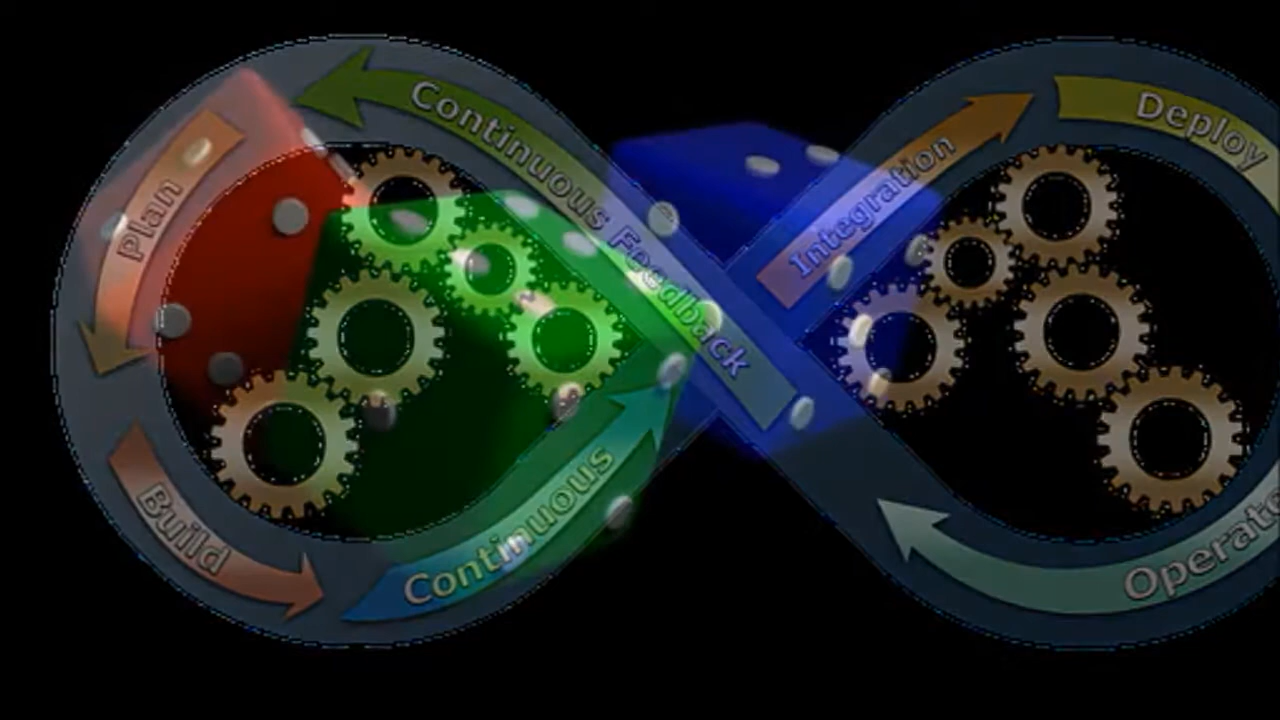 Continuous Feedback
Plan
Build
Continuous
Integration
Deploy
Operate